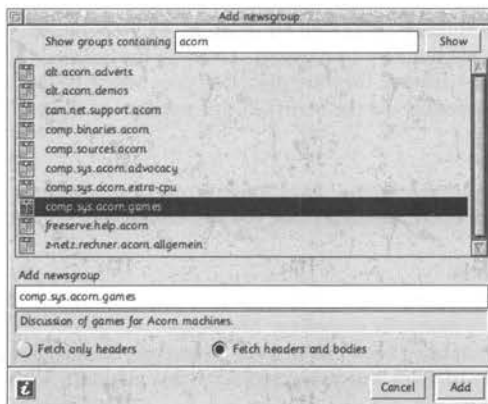 Add newsgroup
Show groups containing acorn Show
alt.acorn.adverts
alt.acorn.demos
cam.net.support.acorn
comp.binaries.acorn
comp.sources.acorn
comp.sys.acorn.advocacy
comp.sys.acorn.extra-cpu
comp.sys.acorn.games
freeserve.help.acorn
z-netz.rechner.acorn.allgemein
Add newsgroup
comp.sys.acorn.games
Discussion of games for Acorn machines.
Fetch only headers Fetch headers and bodies
i Cancel Add